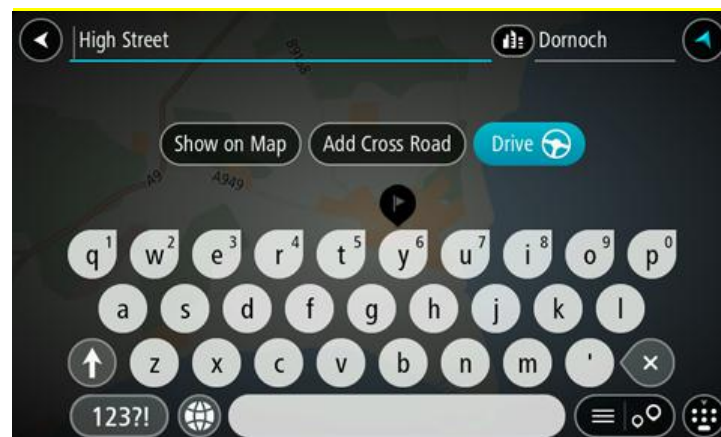 High Street
Dornoch
Show on Map
Add Cross Road
Drive
A9
A949
q1 w2 e3 r4 t5 y6 u7 i8 o9 p0
a s d f g h j k l
z x c v b n m '
123?!